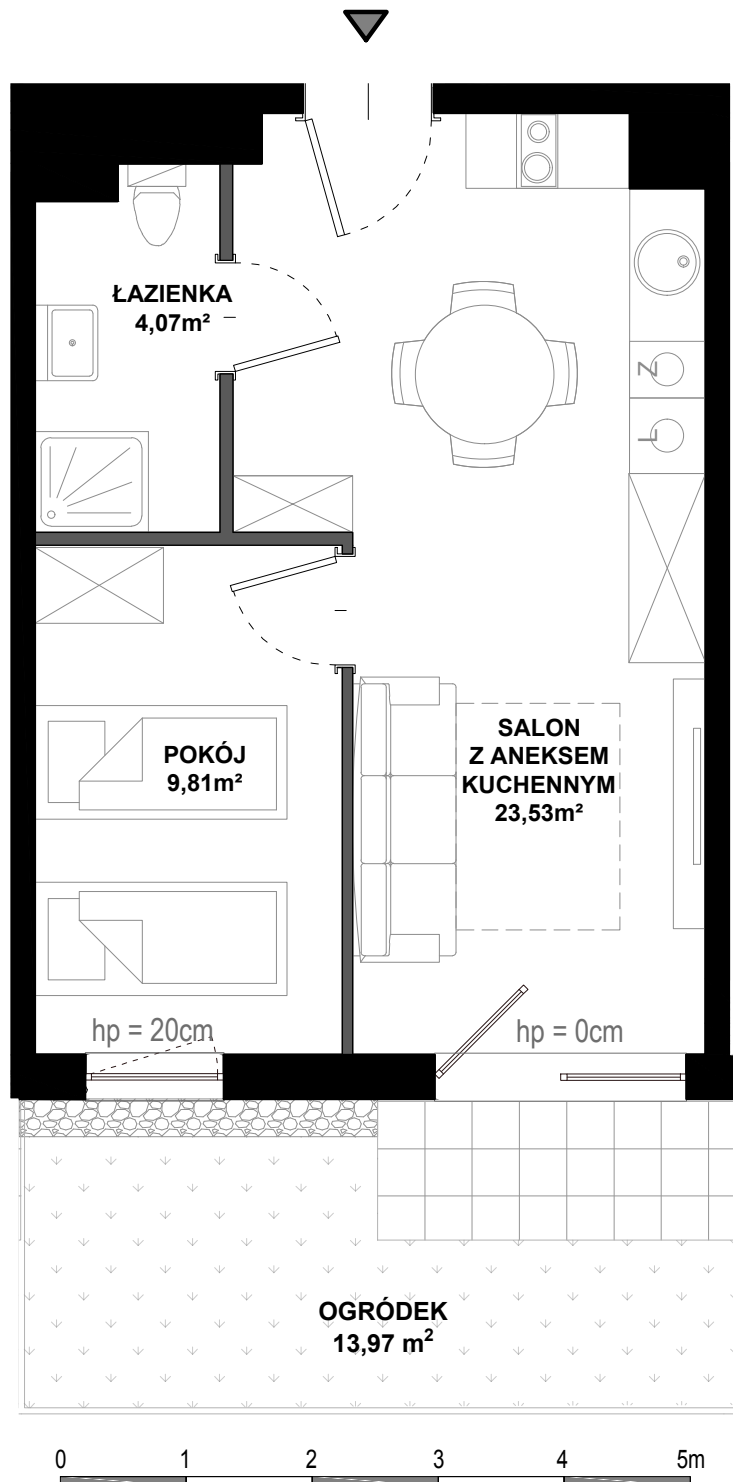 ŁAZIENKA
4,07m²
Z
L
POKÓJ
9,81m²
SALON
Z ANEKSEM
KUCHENNYM
23,53m²
hp = 20cm
hp = 0cm
OGRÓDEK
13,97 m²
0 1 2 3 4 5m